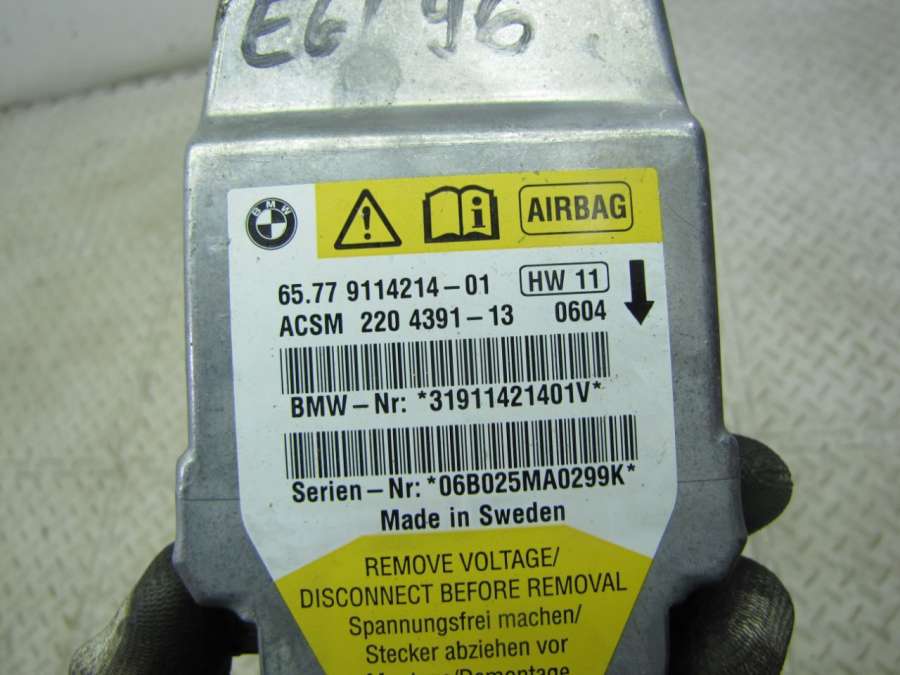 E61 96
BMW
AIRBAG
65.77 9114214-01 HW 11
ACSM 220 4391-13 0604
BMW-Nr: *31911421401V*
Serien-Nr: *06B025MA0299K*
Made in Sweden
REMOVE VOLTAGE/
DISCONNECT BEFORE REMOVAL
Spannungsfrei machen/
Stecker abziehen vor